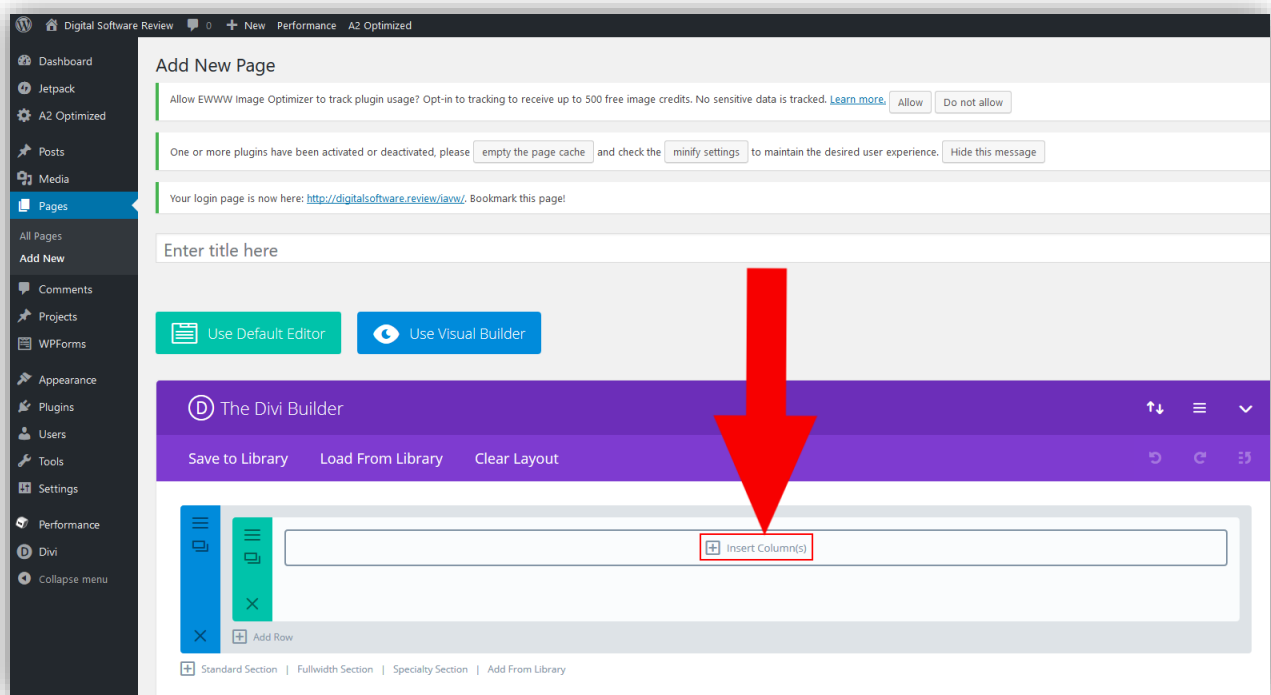 Digital Software Review 0 New Performance A2 Optimized
Dashboard
Jetpack
A2 Optimized
Posts
Media
Pages
All Pages
Add New
Comments
Projects
WPForms
Appearance
Plugins
Users
Tools
Settings
Performance
Divi
Collapse menu
Add New Page
Allow EWWW Image Optimizer to track plugin usage? Opt-in to tracking to receive up to 500 free image credits. No sensitive data is tracked. Learn more. Allow Do not allow
One or more plugins have been activated or deactivated, please empty the page cache and check the minify settings to maintain the desired user experience. Hide this message
Your login page is now here: http://digitalsoftware.review/iavw/. Bookmark this page!
Enter title here
Use Default Editor Use Visual Builder
D The Divi Builder
Save to Library Load From Library Clear Layout
Insert Column(s)
Add Row
Standard Section | Fullwidth Section | Specialty Section | Add From Library